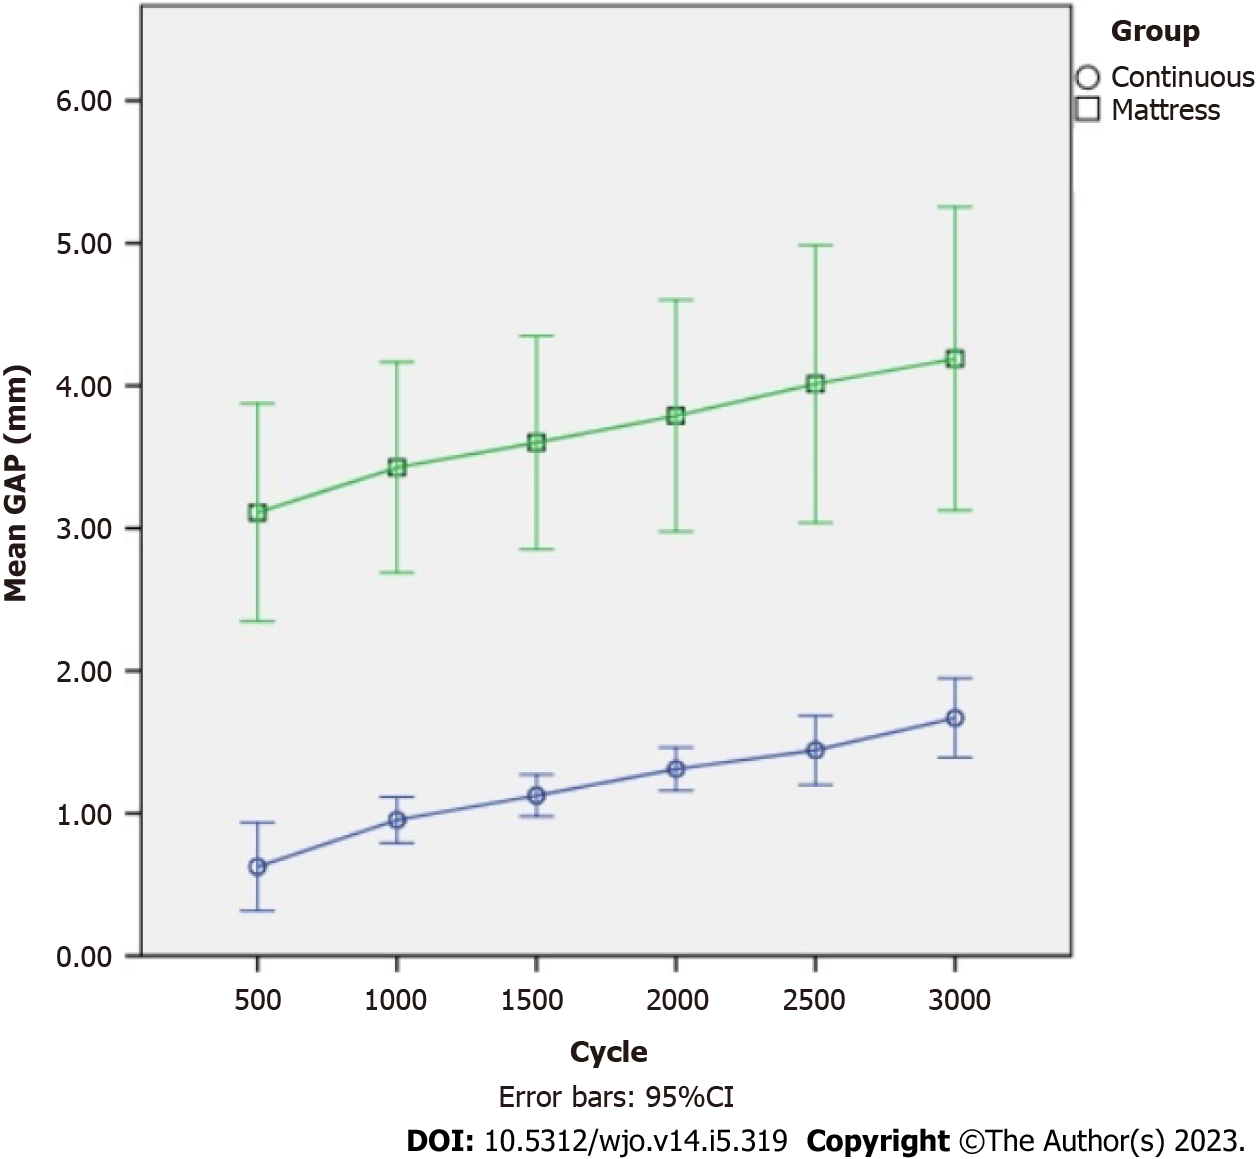 Group
Continuous
Mattress
6.00
5.00
4.00
3.00
2.00
1.00
0.00
Mean GAP (mm)
500 1000 1500 2000 2500 3000
Cycle
Error bars: 95%CI
DOI: 10.5312/wjo.v14.i5.319 Copyright ©The Author(s) 2023.